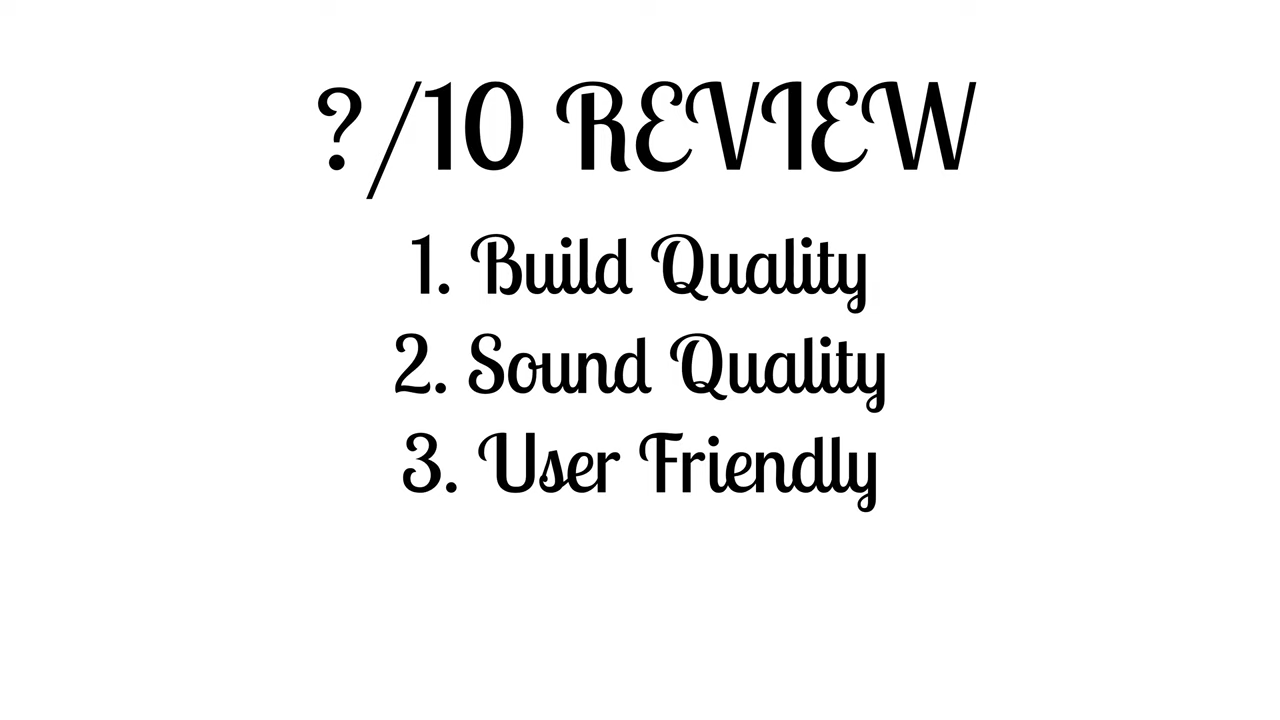 ?/10 REVIEW
1. Build Quality
2. Sound Quality
3. User Friendly